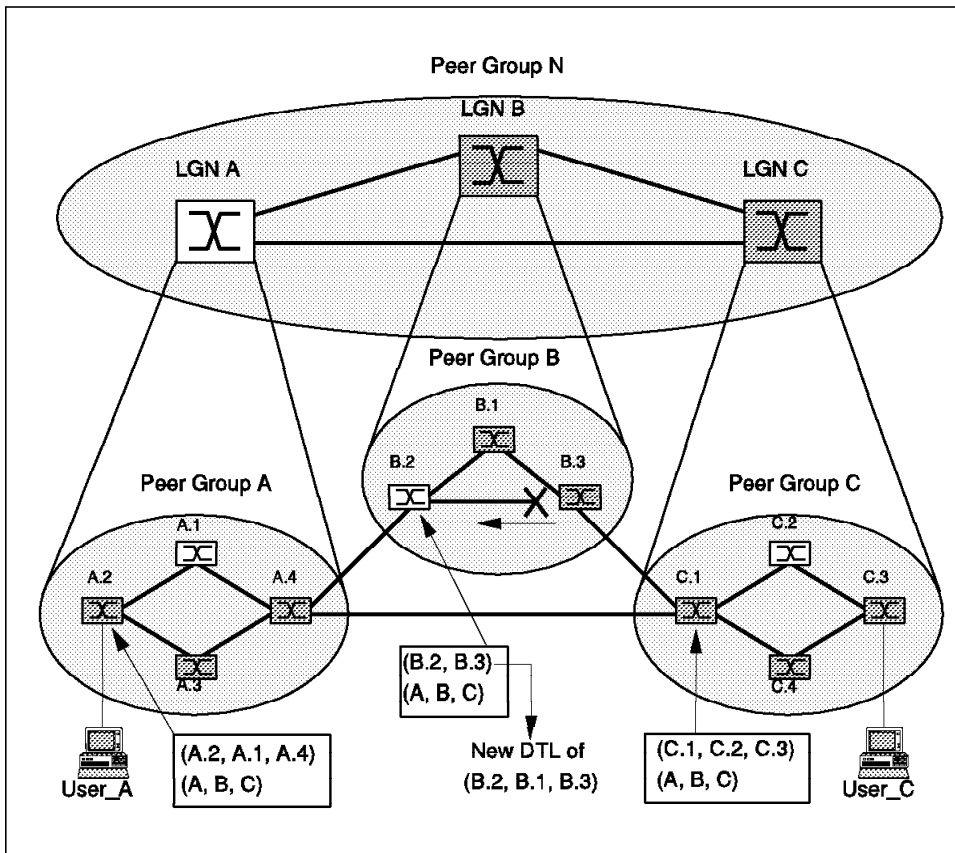 Peer Group N
LGN B
LGN A
LGN C
Peer Group B
B.1
B.2
B.3
Peer Group A
A.1
A.2
A.4
A.3
Peer Group C
C.2
C.1
C.3
C.4
(B.2, B.3)
(A, B, C)
New DTL of
(B.2, B.1, B.3)
User_A
(A.2, A.1, A.4)
(A, B, C)
(C.1, C.2, C.3)
(A, B, C)
User_C